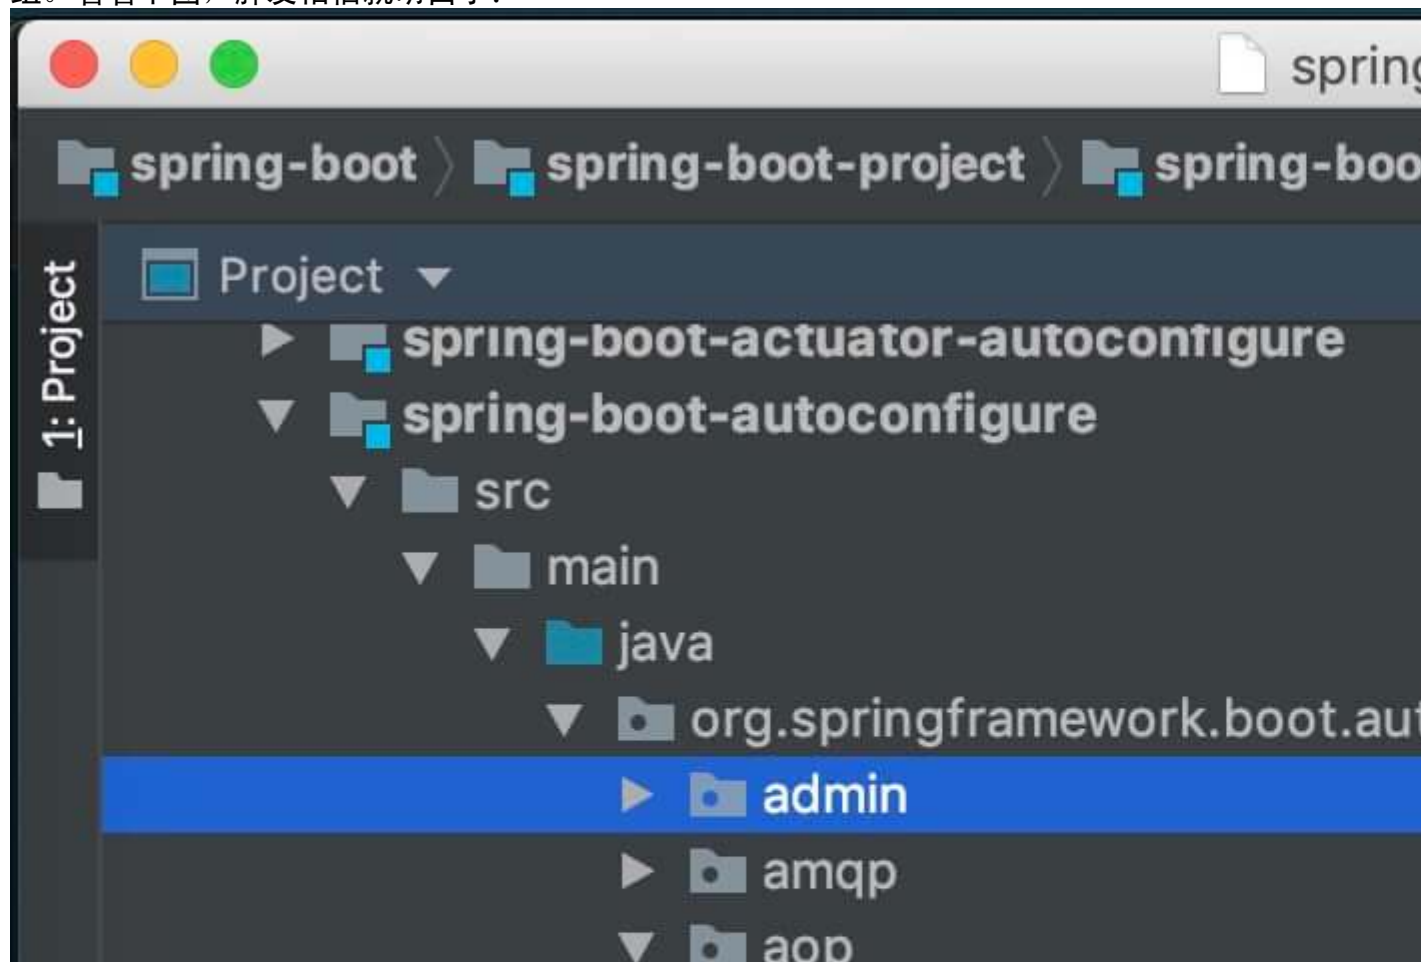 spring
spring-boot spring-boot-project spring-boo
1: Project
Project
spring-boot-actuator-autoconfigure
spring-boot-autoconfigure
src
main
java
org.springframework.boot.aut
admin
amqp
aop